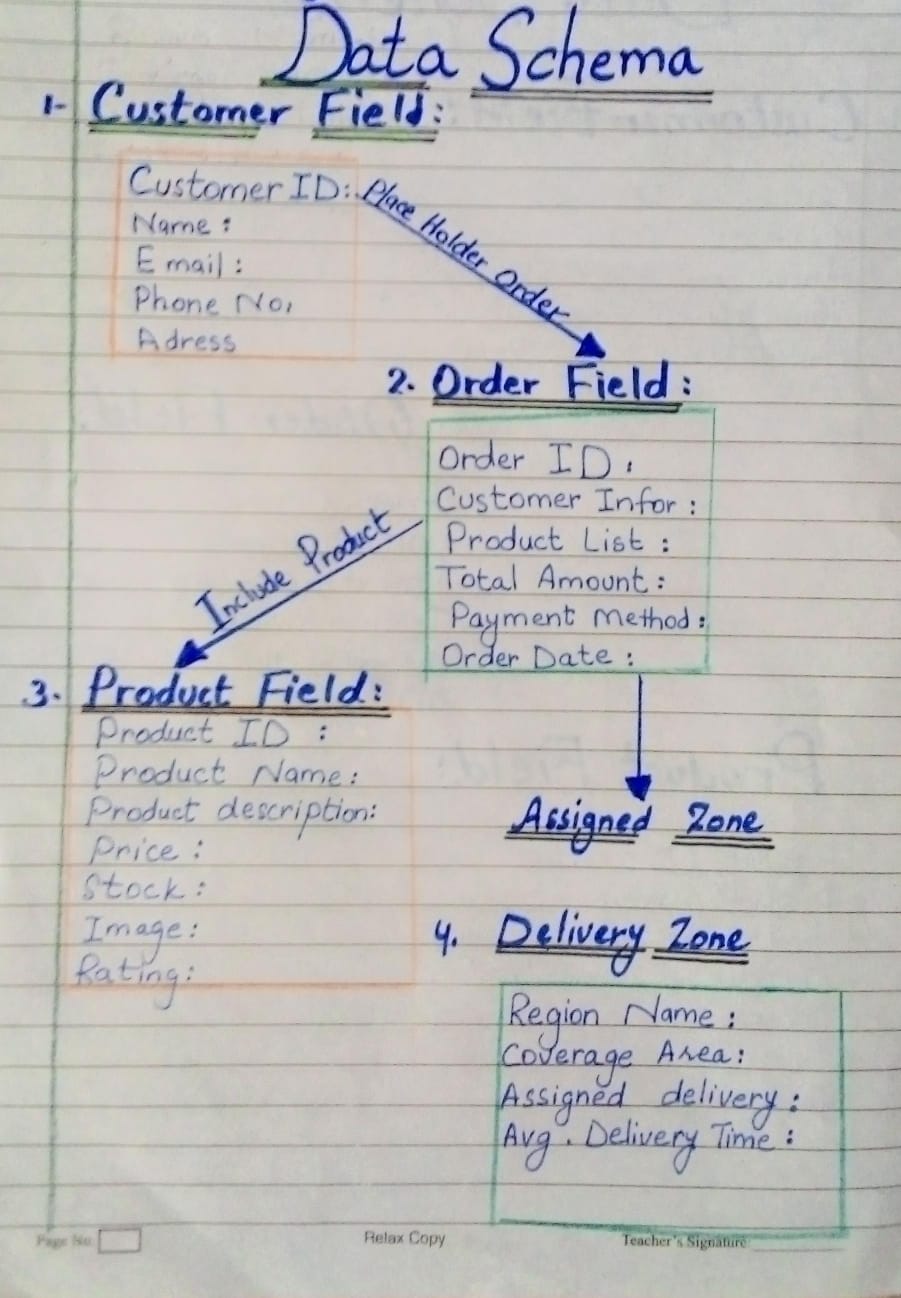 Data Schema
1- Customer Field:
Customer ID:
Name :
Email :
Phone No.
Adress
Place Holder Order
2. Order Field :
Order ID :
Customer Infor :
Product List :
Total Amount :
Payment Method :
Order Date :
Include Product
3. Product Field :
Product ID :
Product Name :
Product description:
Price :
Stock :
Image :
Rating :
Assigned Zone
4. Delivery Zone
Region Name :
Coverage Area :
Assigned delivery :
Avg. Delivery Time :
Page No.
Relax Copy
Teacher's Signature